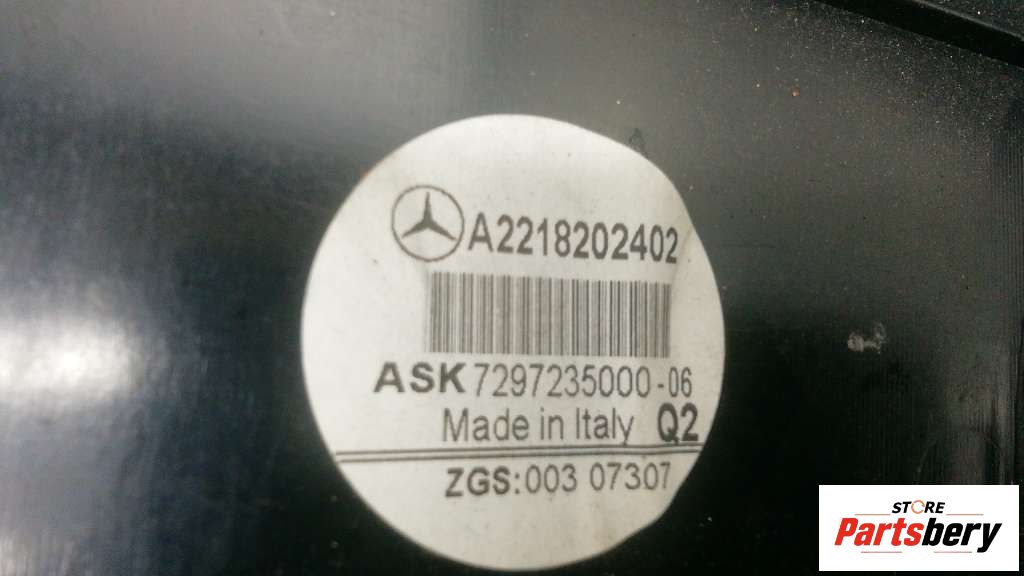 A2218202402
ASK 7297235000-06
Made in Italy Q2
ZGS:003 07307
STORE
Partsbery